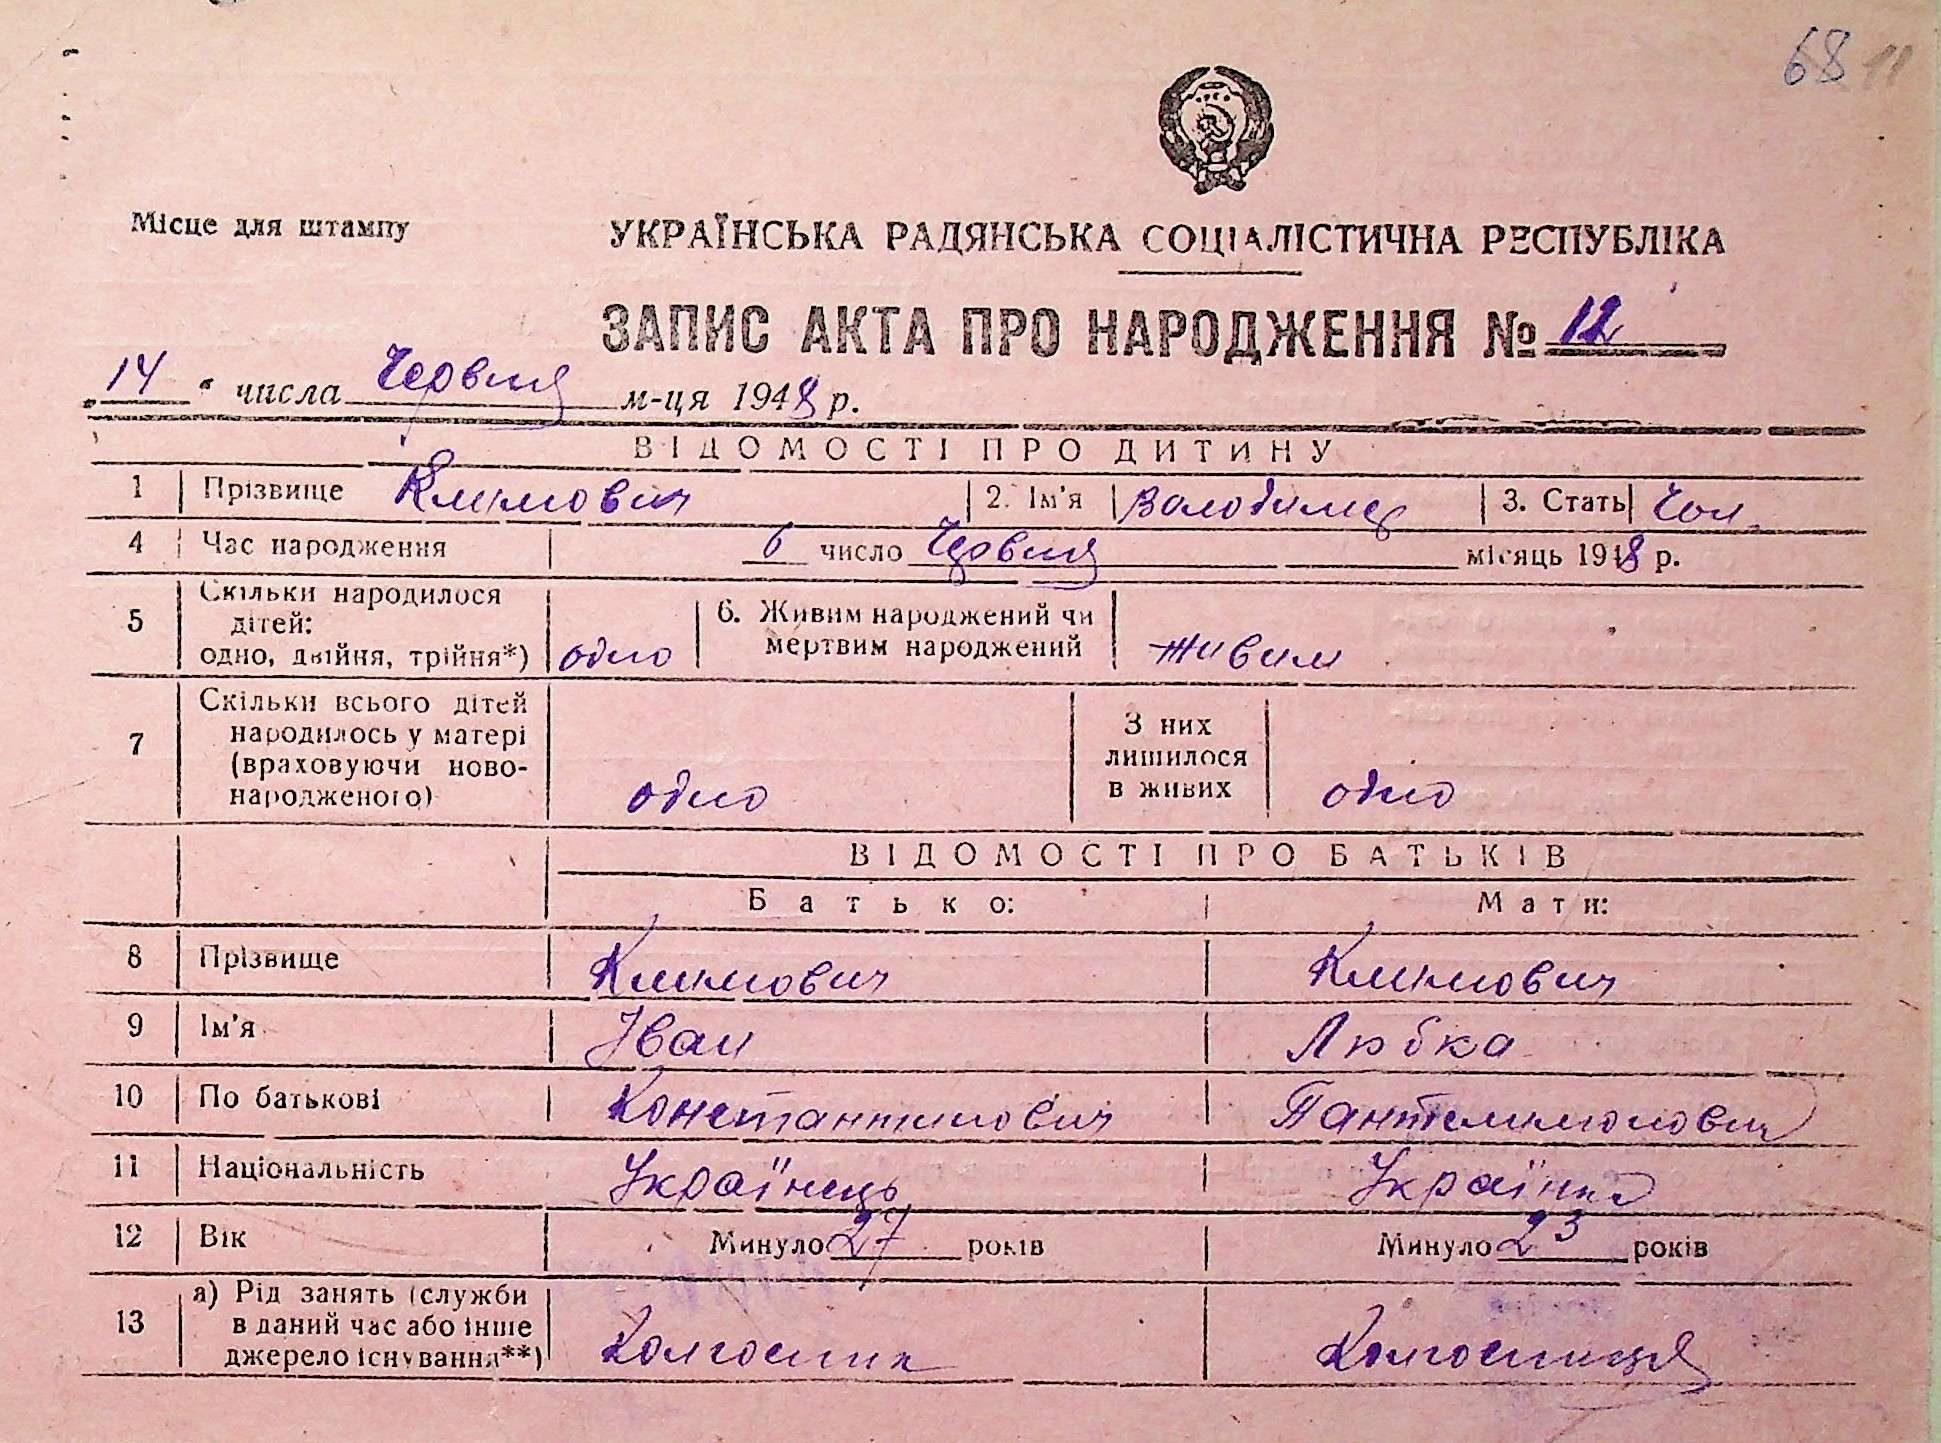 68 11
Місце для штампу
УКРАЇНСЬКА РАДЯНСЬКА СОЦІАЛІСТИЧНА РЕСПУБЛІКА
ЗАПИС АКТА ПРО НАРОДЖЕННЯ № 12
„14“ числа Червня м-ця 1948 р.
ВІДОМОСТІ ПРО ДИТИНУ
1 Прізвище Климович 2. Ім'я Володимир 3. Стать Чол.
4 Час народження 6 число Червня місяць 1948 р.
5 Скільки народилося
дітей:
одно, двійня, трійня*) одно
6. Живим народжений чи
мертвим народжений живим
7 Скільки всього дітей
народилось у матері
(враховуючи ново-
народженого) одно
З них
лишилося
в живих одно
ВІДОМОСТІ ПРО БАТЬКІВ
Батько: Мати:
8 Прізвище Климович Климович
9 Ім'я Іван Любка
10 По батькові Константинович Пантелимонович
11 Національність Українець Українка
12 Вік Минуло 27 років Минуло 23 років
13 а) Рід занять (служби
в даний час або інше
джерело існування**) Колгоспник Колгоспниця